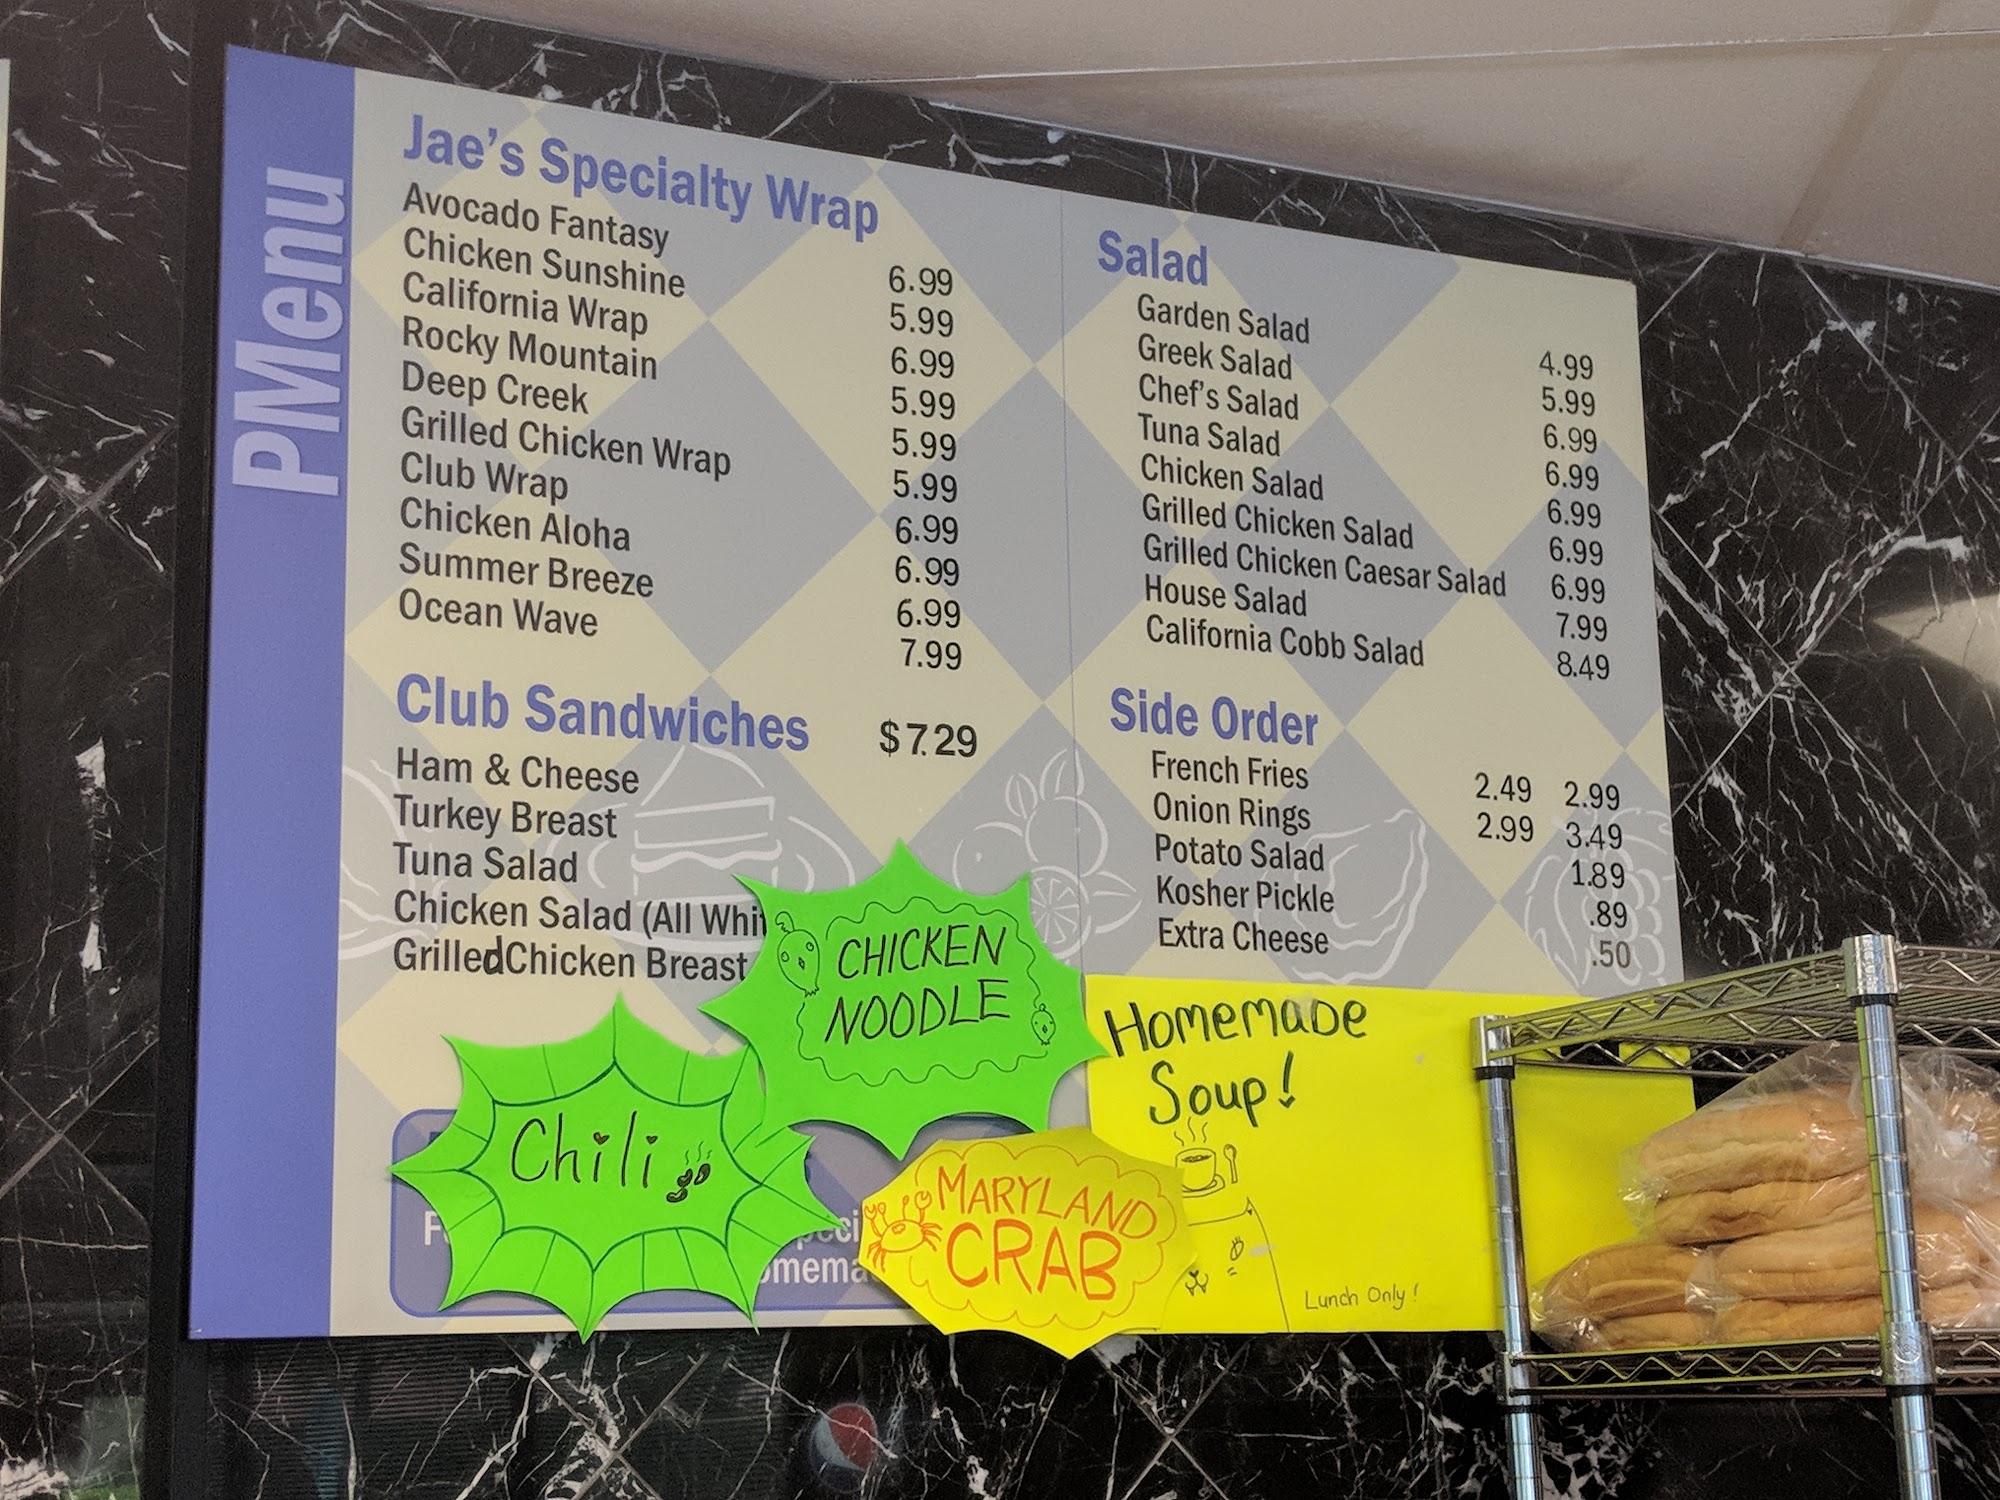 PMenu
Jae's Specialty Wrap
Avocado Fantasy 6.99
Chicken Sunshine 5.99
California Wrap 6.99
Rocky Mountain 5.99
Deep Creek 5.99
Grilled Chicken Wrap 5.99
Club Wrap 6.99
Chicken Aloha 6.99
Summer Breeze 6.99
Ocean Wave 7.99
Club Sandwiches $7.29
Ham & Cheese
Turkey Breast
Tuna Salad
Chicken Salad (All Whit
Grilled Chicken Breast
Salad
Garden Salad 4.99
Greek Salad 5.99
Chef's Salad 6.99
Tuna Salad 6.99
Chicken Salad 6.99
Grilled Chicken Salad 6.99
Grilled Chicken Caesar Salad 6.99
House Salad 7.99
California Cobb Salad 8.49
Side Order
French Fries 2.49 2.99
Onion Rings 2.99 3.49
Potato Salad 1.89
Kosher Pickle .89
Extra Cheese .50
CHICKEN
NOODLE
Chili
MARYLAND
CRAB
Homemade
Soup!
Lunch Only!